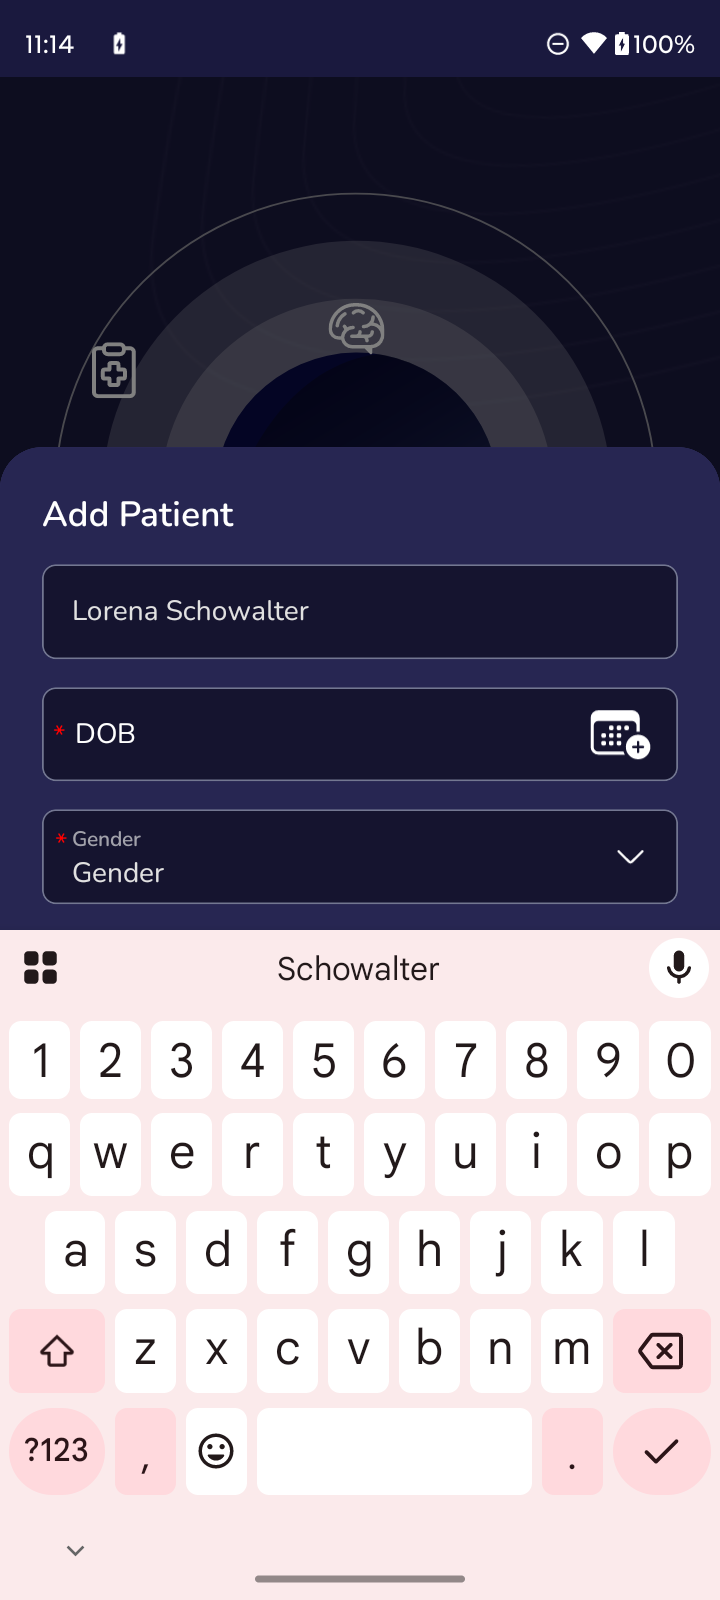 11:14
100%
Add Patient
Lorena Schowalter
* DOB
* Gender
Gender
Schowalter
1 2 3 4 5 6 7 8 9 0
q w e r t y u i o p
a s d f g h j k l
z x c v b n m
?123 , .